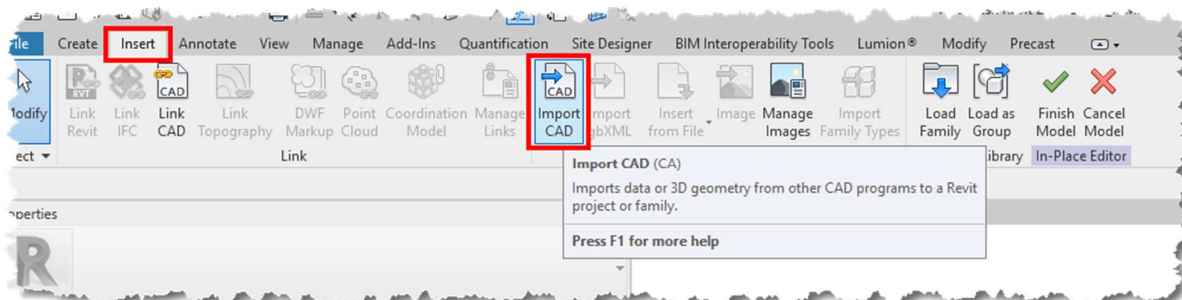 File Create Insert Annotate View Manage Add-Ins Quantification Site Designer BIM Interoperability Tools Lumion® Modify Precast
Modify Link Revit Link IFC Link CAD Link Topography DWF Markup Point Cloud Coordination Model Manage Links Import CAD Import gbXML Insert from File Image Manage Images Import Family Types Load Family Load as Group Finish Model Cancel Model
Link In-Place Editor
Import CAD (CA)
Imports data or 3D geometry from other CAD programs to a Revit
project or family.
Press F1 for more help
R